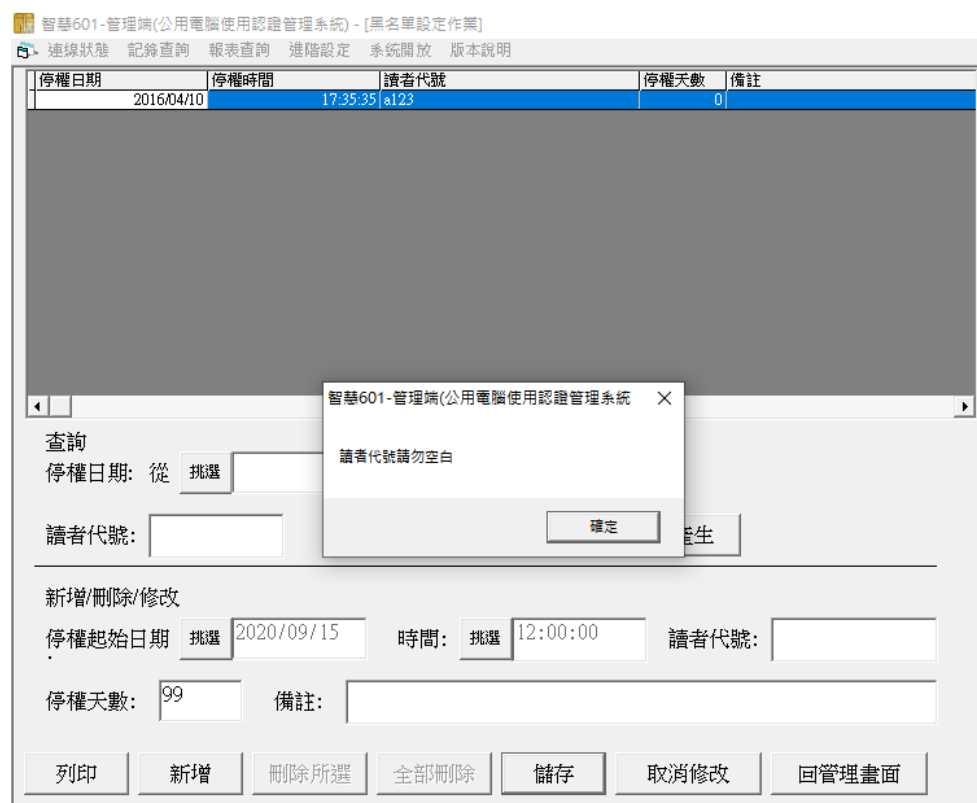 智慧601-管理端(公用電腦使用認證管理系統) - [黑名單設定作業]
連線狀態 記錄查詢 報表查詢 進階設定 系統開放 版本說明
停權日期 停權時間 讀者代號 停權天數 備註
2016/04/10 17:35:35 a123 0
智慧601-管理端(公用電腦使用認證管理系統
讀者代號請勿空白
確定
查詢
停權日期: 從 挑選
讀者代號: 產生
新增/刪除/修改
停權起始日期 挑選 2020/09/15 時間: 挑選 12:00:00 讀者代號:
停權天數: 99 備註:
列印 新增 刪除所選 全部刪除 儲存 取消修改 回管理畫面